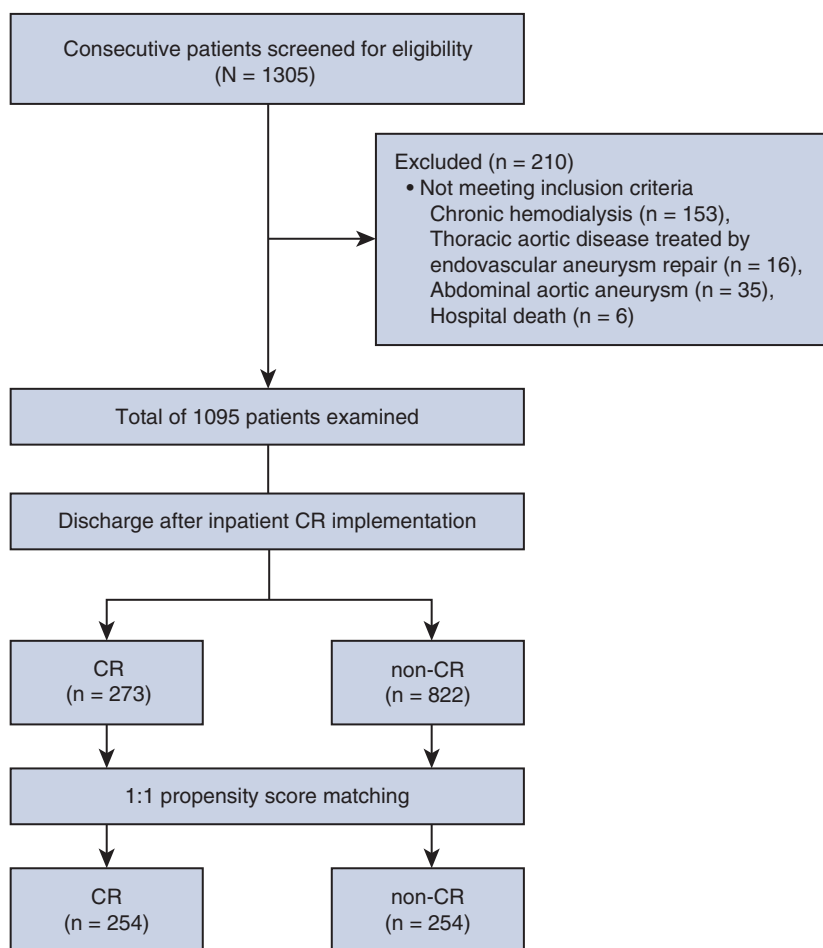 Consecutive patients screened for eligibility
(N = 1305)
Excluded (n = 210)
• Not meeting inclusion criteria
Chronic hemodialysis (n = 153),
Thoracic aortic disease treated by
endovascular aneurysm repair (n = 16),
Abdominal aortic aneurysm (n = 35),
Hospital death (n = 6)
Total of 1095 patients examined
Discharge after inpatient CR implementation
CR
(n = 273)
non-CR
(n = 822)
1:1 propensity score matching
CR
(n = 254)
non-CR
(n = 254)